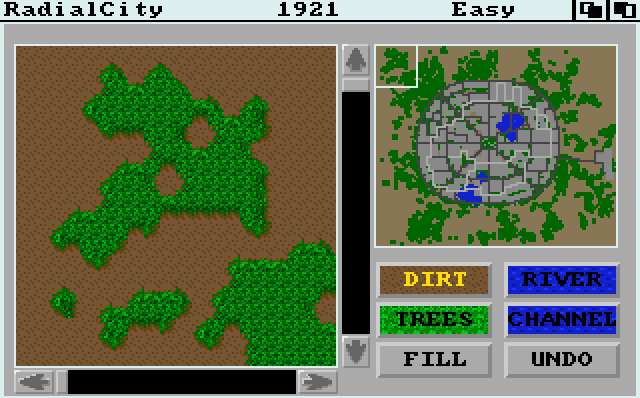 RadialCity 1921 Easy
DIRT RIVER
TREES CHANNEL
FILL UNDO